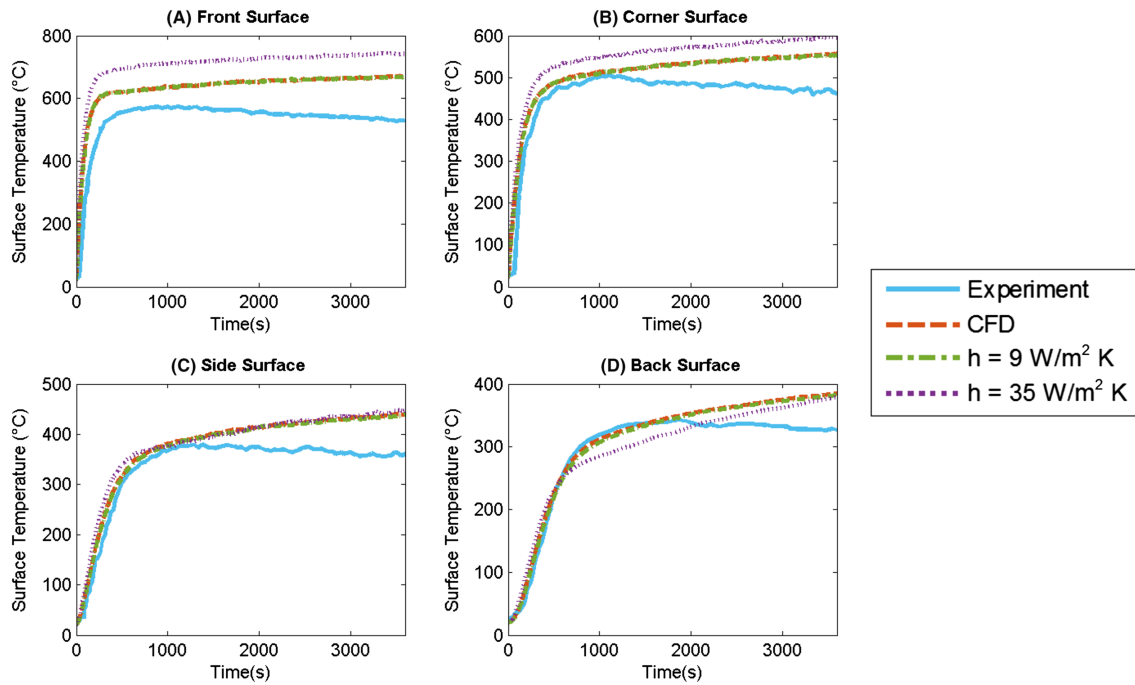 (A) Front Surface
Surface Temperature (°C)
800
600
400
200
0
0 1000 2000 3000
Time(s)
(B) Corner Surface
Surface Temperature (°C)
600
500
400
300
200
100
0
0 1000 2000 3000
Time(s)
(C) Side Surface
Surface Temperature (°C)
500
400
300
200
100
0
0 1000 2000 3000
Time(s)
(D) Back Surface
Surface Temperature (°C)
400
300
200
100
0
0 1000 2000 3000
Time(s)
Experiment
CFD
h = 9 W/m² K
h = 35 W/m² K